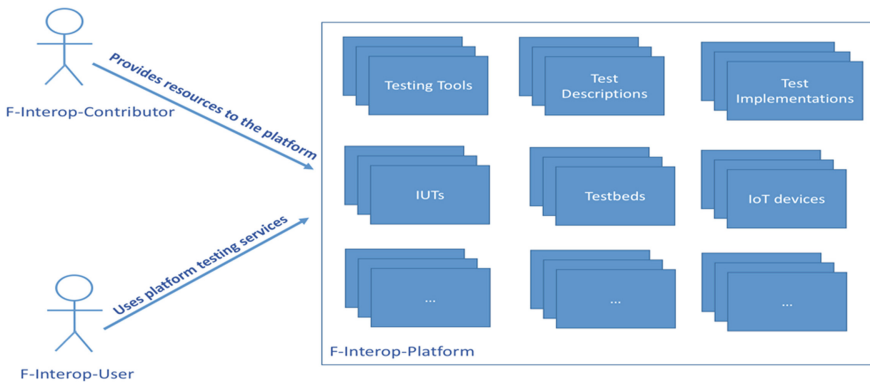 F-Interop-Contributor
Provides resources to the platform
Uses platform testing services
F-Interop-User
Testing Tools
Test
Descriptions
Test
Implementations
IUTs
Testbeds
IoT devices
...
...
...
F-Interop-Platform